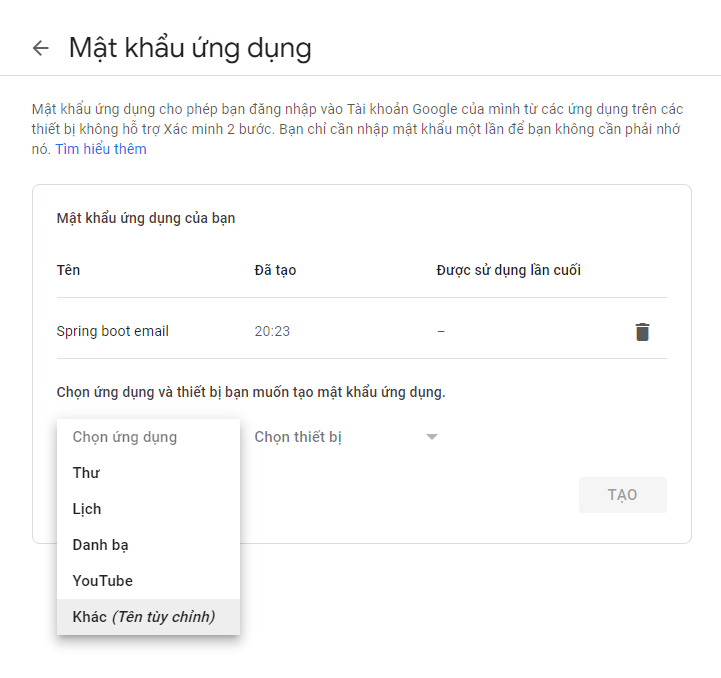 Mật khẩu ứng dụng
Mật khẩu ứng dụng cho phép bạn đăng nhập vào Tài khoản Google của mình từ các ứng dụng trên các
thiết bị không hỗ trợ Xác minh 2 bước. Bạn chỉ cần nhập mật khẩu một lần để bạn không cần phải nhớ
nó. Tìm hiểu thêm
Mật khẩu ứng dụng của bạn
Tên Đã tạo Được sử dụng lần cuối
Spring boot email 20:23 –
Chọn ứng dụng và thiết bị bạn muốn tạo mật khẩu ứng dụng.
Chọn ứng dụng Chọn thiết bị
Thư
Lịch
TẠO
Danh bạ
YouTube
Khác (Tên tùy chỉnh)